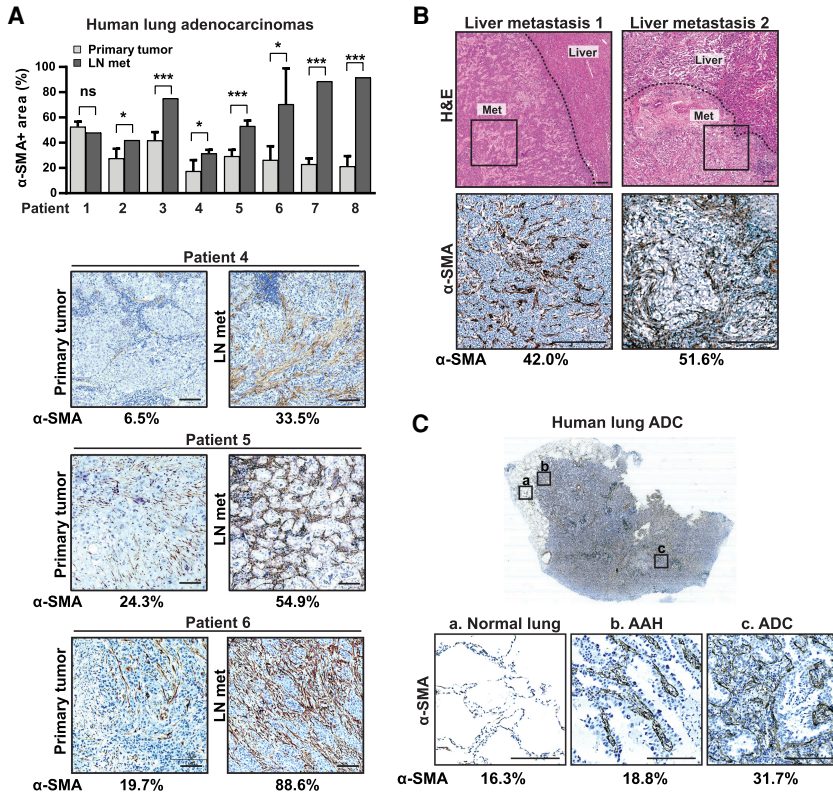 A
Human lung adenocarcinomas
Primary tumor
LN met
α-SMA+ area (%)
100
80
60
40
20
0
ns
*
***
*
***
*
***
***
Patient 1 2 3 4 5 6 7 8
Patient 4
Primary tumor
LN met
α-SMA 6.5% 33.5%
Patient 5
Primary tumor
LN met
α-SMA 24.3% 54.9%
Patient 6
Primary tumor
LN met
α-SMA 19.7% 88.6%
B
Liver metastasis 1 Liver metastasis 2
H&E
Liver
Met
Liver
Met
α-SMA
α-SMA 42.0% 51.6%
C
Human lung ADC
a
b
c
a. Normal lung b. AAH c. ADC
α-SMA
α-SMA 16.3% 18.8% 31.7%